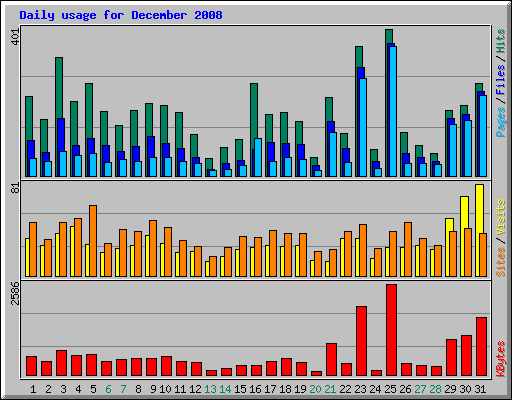 Daily usage for December 2008
401
Pages / Files / Hits
81
Sites / Visits
2586
KBytes
1 2 3 4 5 6 7 8 9 10 11 12 13 14 15 16 17 18 19 20 21 22 23 24 25 26 27 28 29 30 31